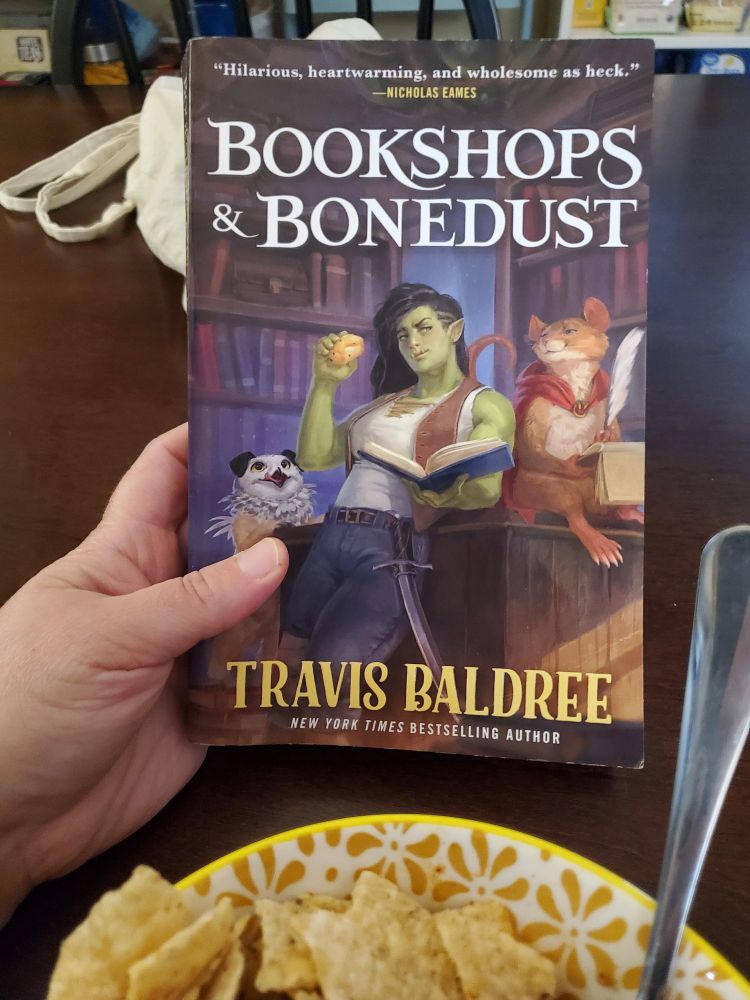 “Hilarious, heartwarming, and wholesome as heck.”
—NICHOLAS EAMES
BOOKSHOPS
& BONEDUST
TRAVIS BALDREE
NEW YORK TIMES BESTSELLING AUTHOR